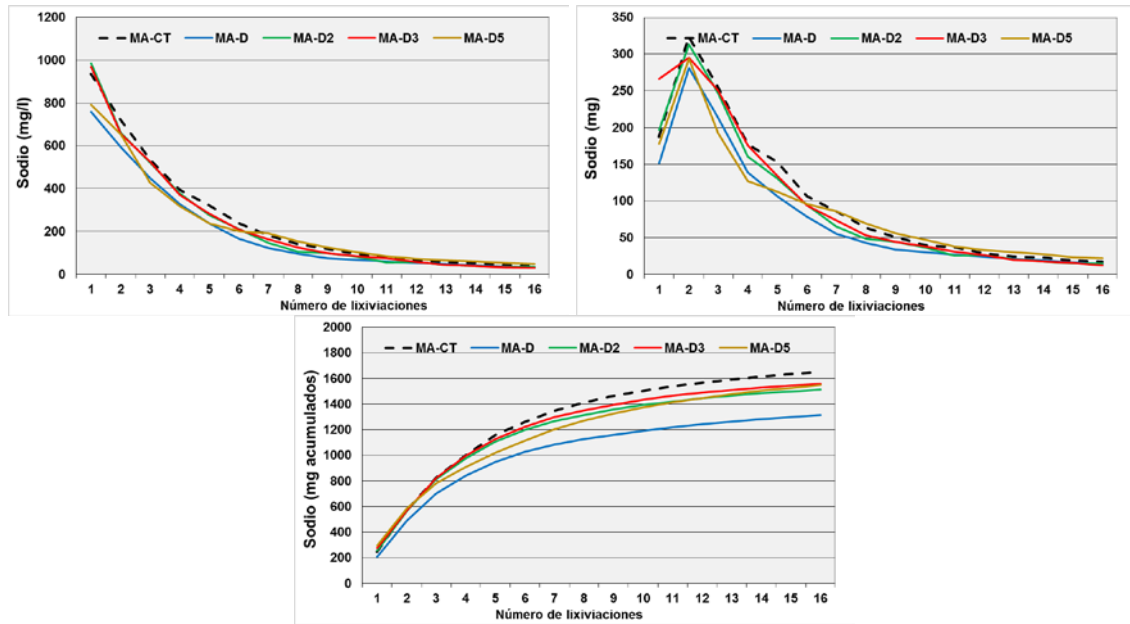 1200
1000
800
600
400
200
0
Sodio (mg/l)
MA-CT MA-D MA-D2 MA-D3 MA-D5
1 2 3 4 5 6 7 8 9 10 11 12 13 14 15 16
Número de lixiviaciones
350
300
250
200
150
100
50
0
Sodio (mg)
MA-CT MA-D MA-D2 MA-D3 MA-D5
1 2 3 4 5 6 7 8 9 10 11 12 13 14 15 16
Número de lixiviaciones
2000
1800
1600
1400
1200
1000
800
600
400
200
0
Sodio (mg acumulados)
MA-CT MA-D MA-D2 MA-D3 MA-D5
1 2 3 4 5 6 7 8 9 10 11 12 13 14 15 16
Número de lixiviaciones